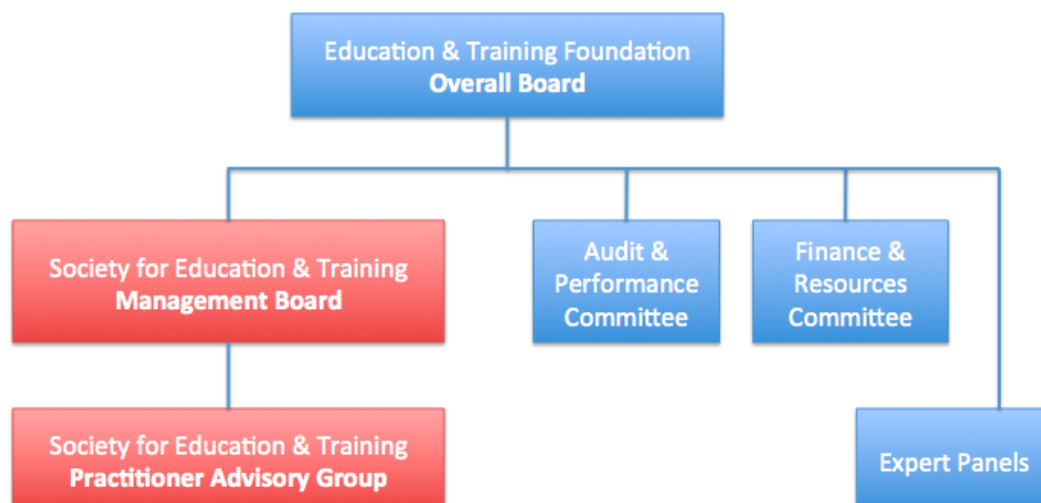 Education & Training Foundation
Overall Board
Society for Education & Training
Management Board
Audit &
Performance
Committee
Finance &
Resources
Committee
Society for Education & Training
Practitioner Advisory Group
Expert Panels